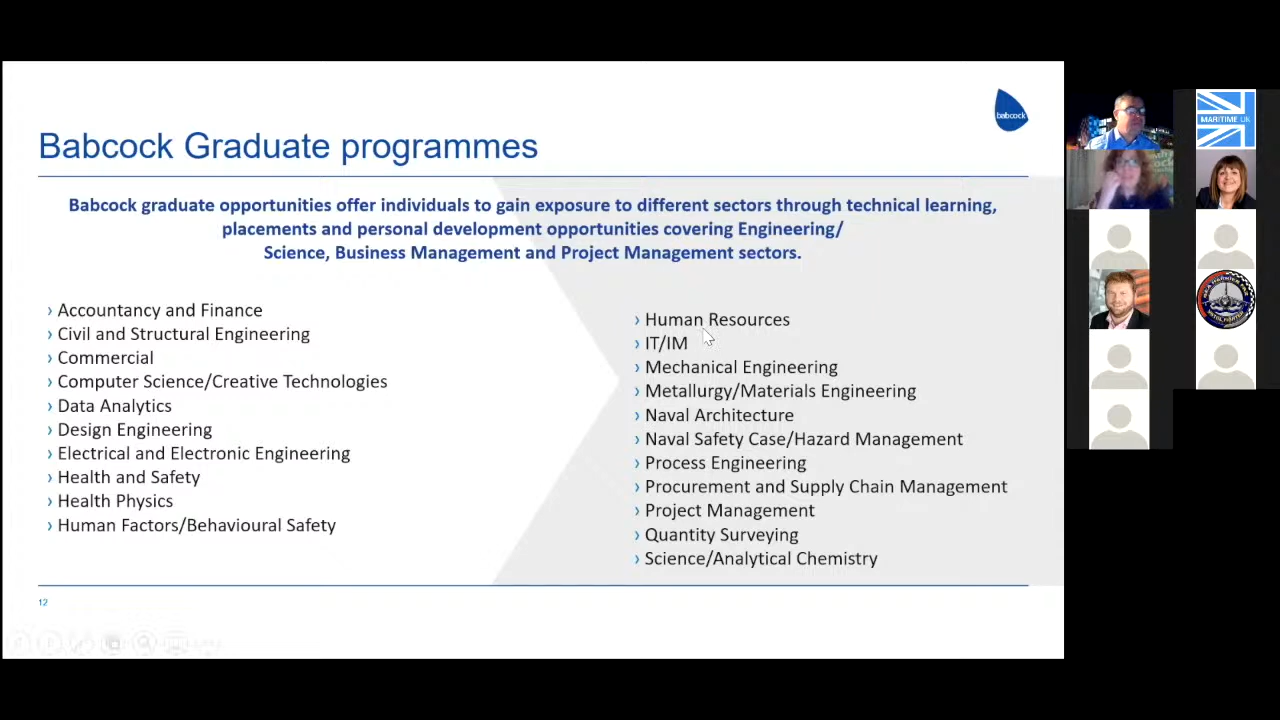 babcock
Babcock Graduate programmes
Babcock graduate opportunities offer individuals to gain exposure to different sectors through technical learning,
placements and personal development opportunities covering Engineering/
Science, Business Management and Project Management sectors.
› Accountancy and Finance
› Civil and Structural Engineering
› Commercial
› Computer Science/Creative Technologies
› Data Analytics
› Design Engineering
› Electrical and Electronic Engineering
› Health and Safety
› Health Physics
› Human Factors/Behavioural Safety
› Human Resources
› IT/IM
› Mechanical Engineering
› Metallurgy/Materials Engineering
› Naval Architecture
› Naval Safety Case/Hazard Management
› Process Engineering
› Procurement and Supply Chain Management
› Project Management
› Quantity Surveying
› Science/Analytical Chemistry
12
MARITIME UK